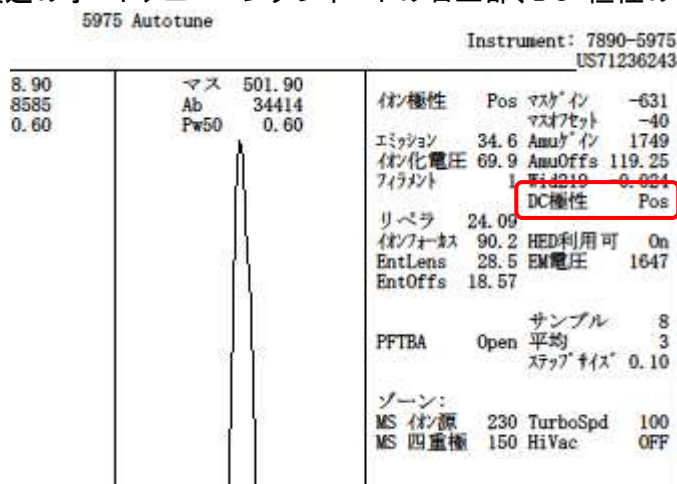 5975 Autotune
Instrument: 7890-5975
US71236243
8.90
8585
0.60
マス 501.90
Ab 34414
Pw50 0.60
イオン極性 Pos マスゲイン -631
マスオフセット -40
エミッション 34.6 Amuゲイン 1749
イオン化電圧 69.9 AmuOffs 119.25
フィラメント 1 Wid219 -0.024
DC極性 Pos
リペラ 24.09
イオンフォーカス 90.2 HED利用可 On
EntLens 28.5 EM電圧 1647
EntOffs 18.57
サンプル 8
PFTBA Open 平均 3
ステップサイズ 0.10
ゾーン:
MS イオン源 230 TurboSpd 100
MS 四重極 150 HiVac OFF